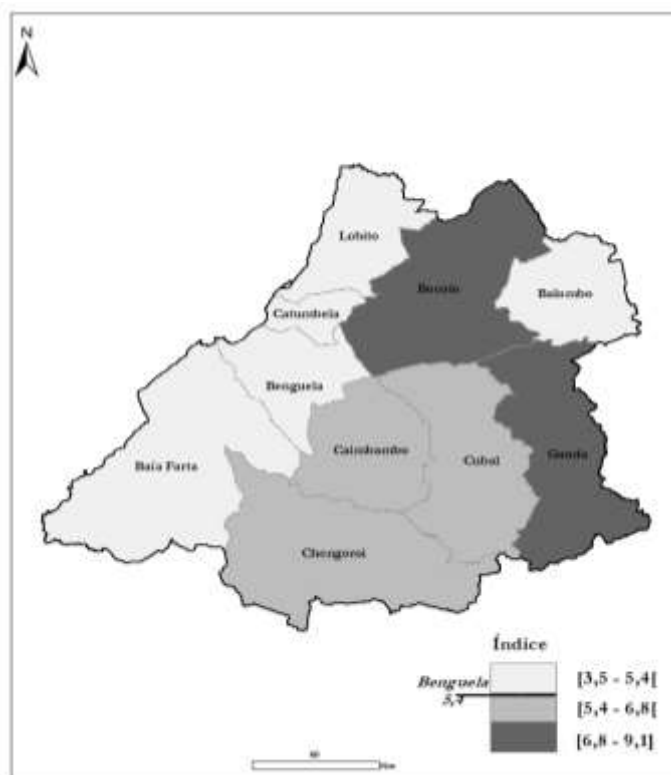 N
Lobito
Bocoio
Balombo
Catumbela
Benguela
Baía Farta
Caimbambo
Cubal
Ganda
Chongoroi
Índice
[3,5 - 5,4[
Benguela
5,4
[5,4 - 6,8[
[6,8 - 9,1]